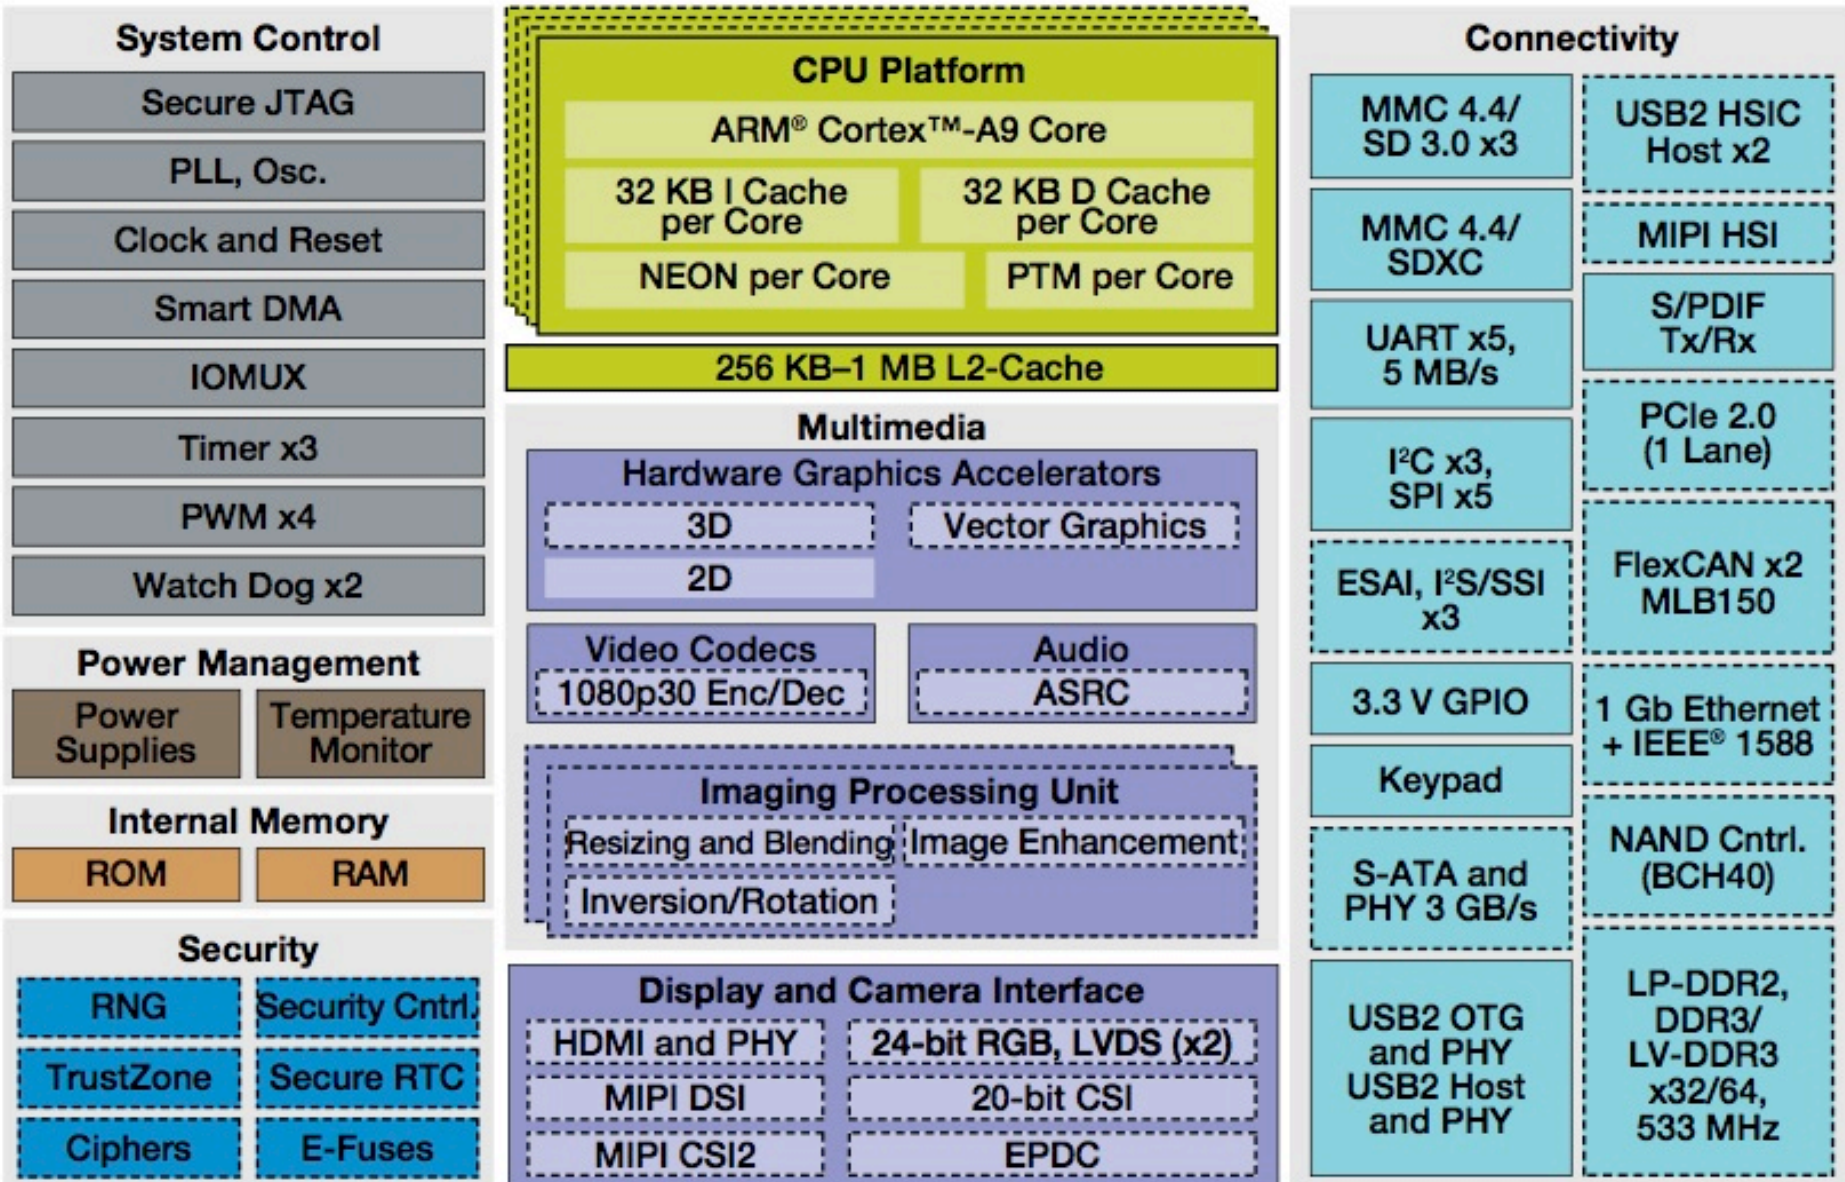 System Control
Secure JTAG
PLL, Osc.
Clock and Reset
Smart DMA
IOMUX
Timer x3
PWM x4
Watch Dog x2
Power Management
Power
Supplies
Temperature
Monitor
Internal Memory
ROM
RAM
Security
RNG
Security Cntrl.
TrustZone
Secure RTC
Ciphers
E-Fuses
CPU Platform
ARM® Cortex™-A9 Core
32 KB I Cache
per Core
32 KB D Cache
per Core
NEON per Core
PTM per Core
256 KB–1 MB L2-Cache
Multimedia
Hardware Graphics Accelerators
3D
Vector Graphics
2D
Video Codecs
1080p30 Enc/Dec
Audio
ASRC
Imaging Processing Unit
Resizing and Blending
Image Enhancement
Inversion/Rotation
Display and Camera Interface
HDMI and PHY
24-bit RGB, LVDS (x2)
MIPI DSI
20-bit CSI
MIPI CSI2
EPDC
Connectivity
MMC 4.4/
SD 3.0 x3
MMC 4.4/
SDXC
UART x5,
5 MB/s
I²C x3,
SPI x5
ESAI, I²S/SSI
x3
3.3 V GPIO
Keypad
S-ATA and
PHY 3 GB/s
USB2 OTG
and PHY
USB2 Host
and PHY
USB2 HSIC
Host x2
MIPI HSI
S/PDIF
Tx/Rx
PCIe 2.0
(1 Lane)
FlexCAN x2
MLB150
1 Gb Ethernet
+ IEEE® 1588
NAND Cntrl.
(BCH40)
LP-DDR2,
DDR3/
LV-DDR3
x32/64,
533 MHz